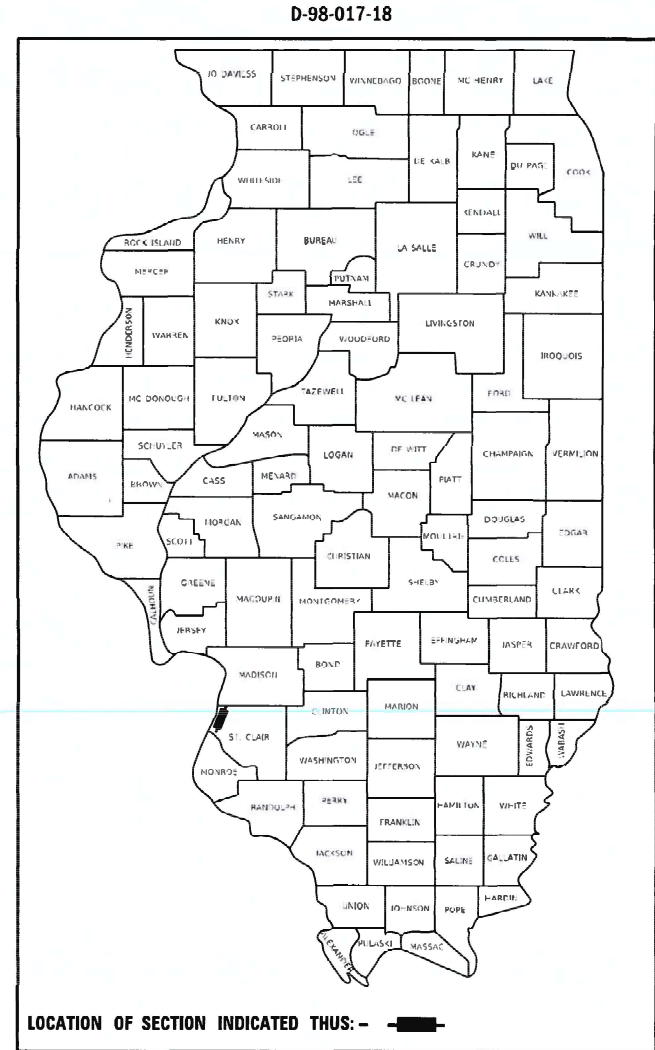 D-98-017-18
JO DAVIESS STEPHENSON WINNEBAGO BOONE MC HENRY LAKE
CARROLL OGLE DE KALB KANE DU PAGE COOK
WHITESIDE LEE
KENDALL WILL
ROCK ISLAND HENRY BUREAU LA SALLE GRUNDY
MERCER PUTNAM
STARK MARSHALL KANKAKEE
HENDERSON WARREN KNOX PEORIA WOODFORD LIVINGSTON IROQUOIS
HANCOCK MC DONOUGH FULTON TAZEWELL MC LEAN FORD
MASON
SCHUYLER LOGAN DE WITT CHAMPAIGN VERMILION
ADAMS BROWN CASS MENARD MACON PIATT
PIKE SCOTT MORGAN SANGAMON CHRISTIAN MOULTRIE DOUGLAS EDGAR
COLES
CALHOUN GREENE MACOUPIN MONTGOMERY SHELBY CUMBERLAND CLARK
JERSEY FAYETTE EFFINGHAM JASPER CRAWFORD
MADISON BOND
CLAY RICHLAND LAWRENCE
CLINTON MARION
ST. CLAIR WAYNE EDWARDS WABASH
MONROE WASHINGTON JEFFERSON
RANDOLPH PERRY HAMILTON WHITE
FRANKLIN
JACKSON WILLIAMSON SALINE GALLATIN
UNION JOHNSON POPE HARDIN
ALEXANDER PULASKI MASSAC
LOCATION OF SECTION INDICATED THUS: -